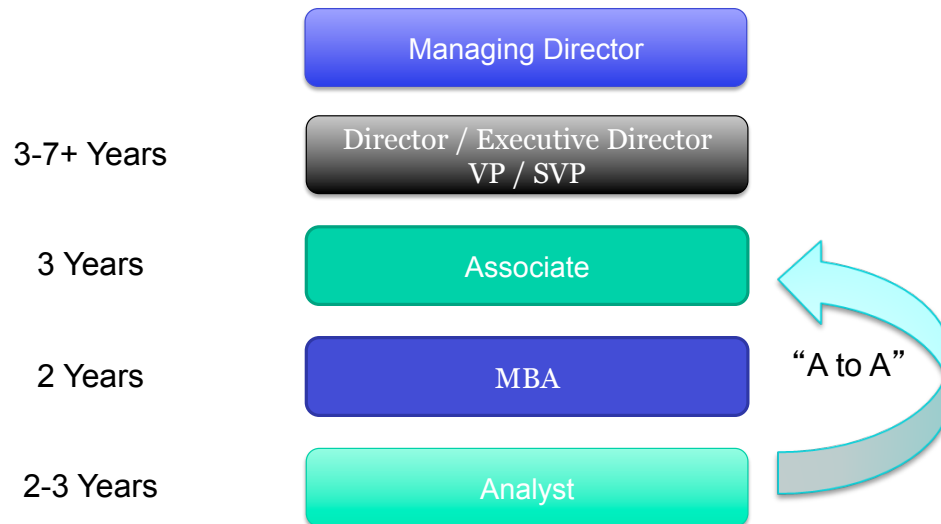 Managing Director
3-7+ Years
Director / Executive Director
VP / SVP
3 Years
Associate
2 Years
MBA
“A to A”
2-3 Years
Analyst